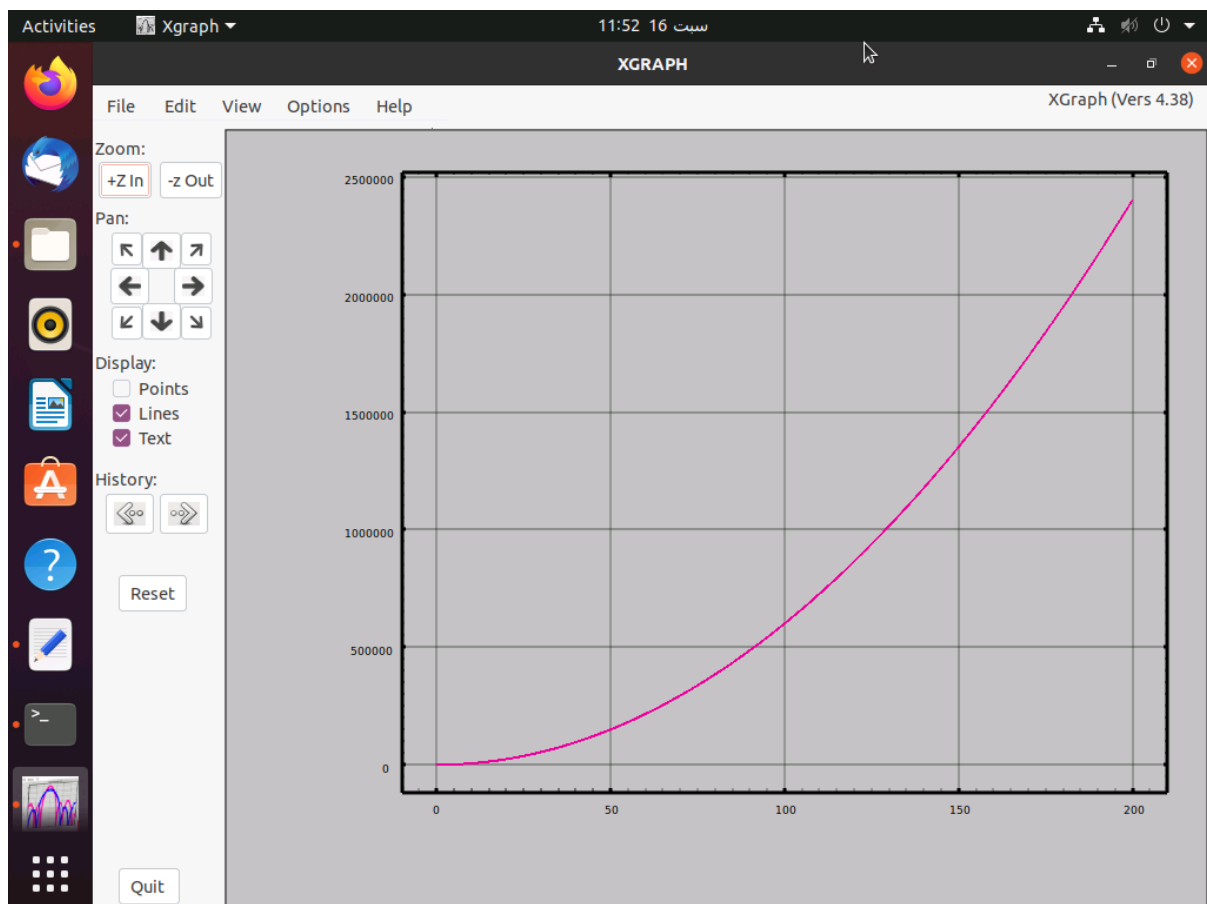 Activities Xgraph 11:52 16 سبت
XGRAPH
File Edit View Options Help XGraph (Vers 4.38)
Zoom:
+Z In -z Out
Pan:
Display:
Points
Lines
Text
History:
Reset
Quit
2500000
2000000
1500000
1000000
500000
0
0 50 100 150 200